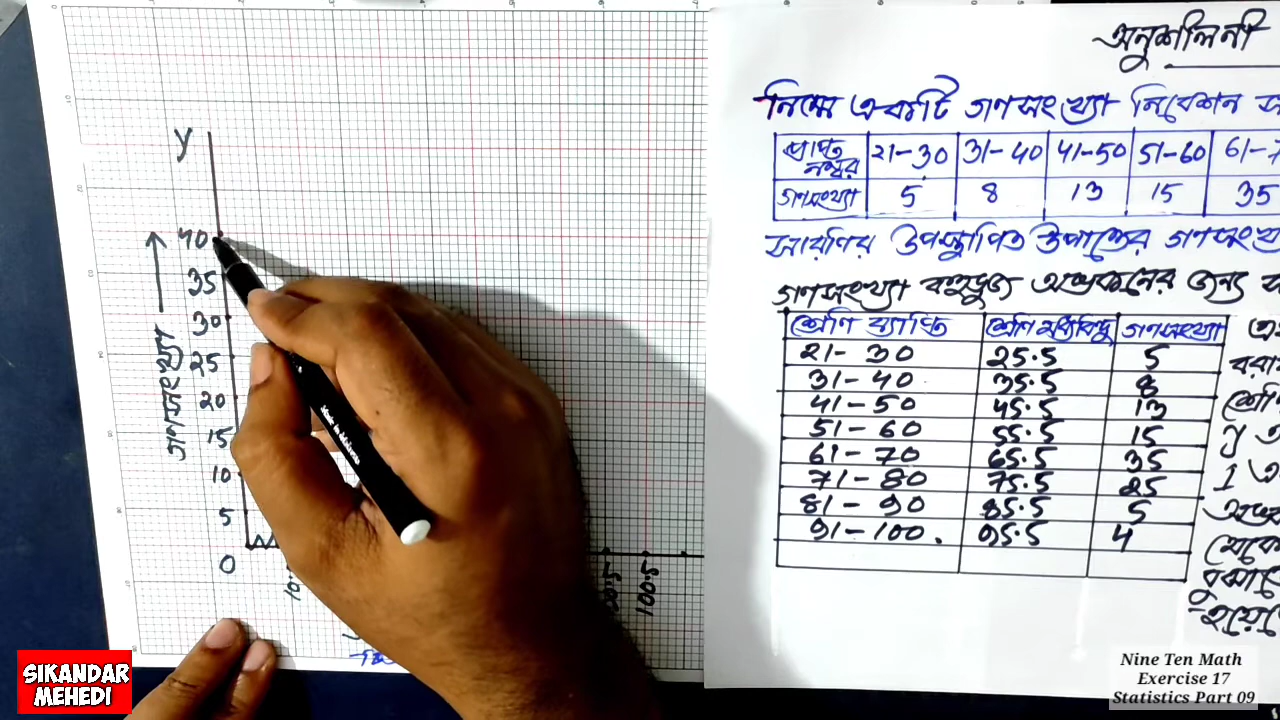 Y
40
35
30
25
20
15
10
5
0
গণসংখ্যা
100.5
অনুশীলনী
নিম্নে একটি গণসংখ্যা নিবেশন
প্রাপ্ত নম্বর 21-30 31-40 41-50 51-60 61-7
গণসংখ্যা 5 8 13 15 35
সারণির উপস্থাপিত উপাত্তের গণসংখ্
গণসংখ্যা বহুভুজ অঙ্কনের জন্য
শ্রেণি ব্যাপ্তি শ্রেণি মধ্যবিন্দু গণসংখ্যা
21-30 25.5 5
31-40 35.5 8
41-50 45.5 13
51-60 55.5 15
61-70 65.5 35
71-80 75.5 25
81-90 85.5 5
91-100 95.5 4
SIKANDAR
MEHEDI
Nine Ten Math
Exercise 17
Statistics Part 09